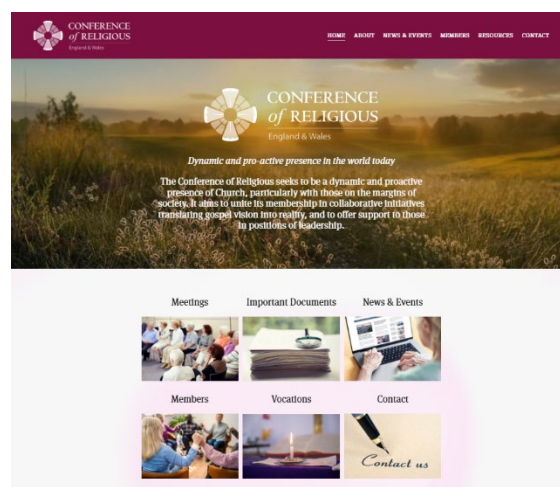 CONFERENCE
of RELIGIOUS
England & Wales
HOME ABOUT NEWS & EVENTS MEMBERS RESOURCES CONTACT
CONFERENCE
of RELIGIOUS
England & Wales
Dynamic and pro-active presence in the world today
The Conference of Religious seeks to be a dynamic and proactive
presence of Church, particularly with those on the margins of
society. It aims to unite its membership in collaborative initiatives
translating gospel vision into reality, and to offer support to those
in positions of leadership.
Meetings Important Documents News & Events
Members Vocations Contact
Contact us